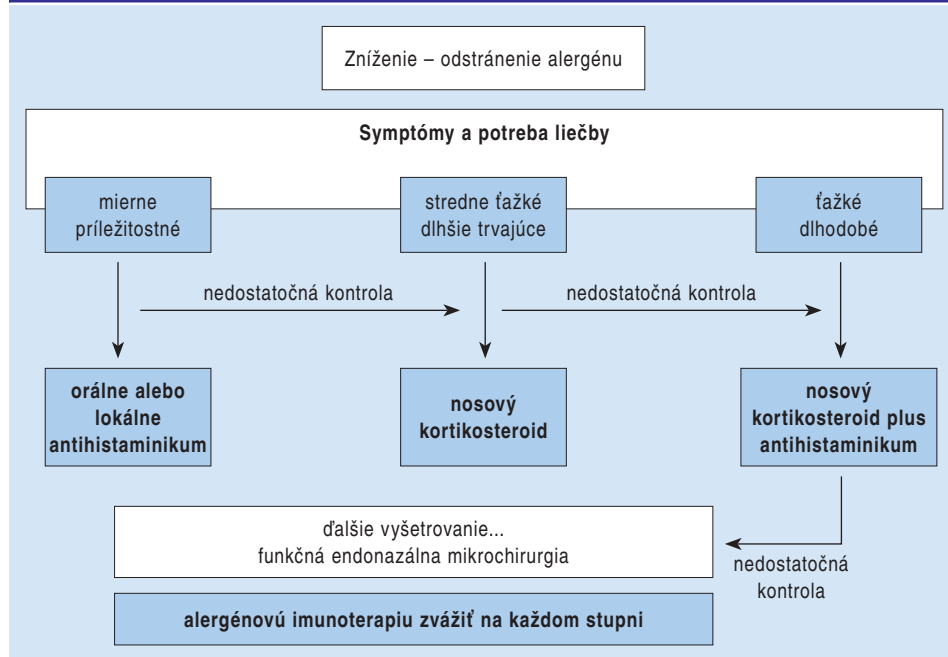 Zníženie – odstránenie alergénu
Symptómy a potreba liečby
mierne
príležitostné
stredne ťažké
dlhšie trvajúce
ťažké
dlhodobé
nedostatočná kontrola
nedostatočná kontrola
orálne alebo
lokálne
antihistaminikum
nosový
kortikosteroid
nosový
kortikosteroid plus
antihistaminikum
ďalšie vyšetrovanie...
funkčná endonazálna mikrochirurgia
nedostatočná
kontrola
alergénovú imunoterapiu zvážiť na každom stupni